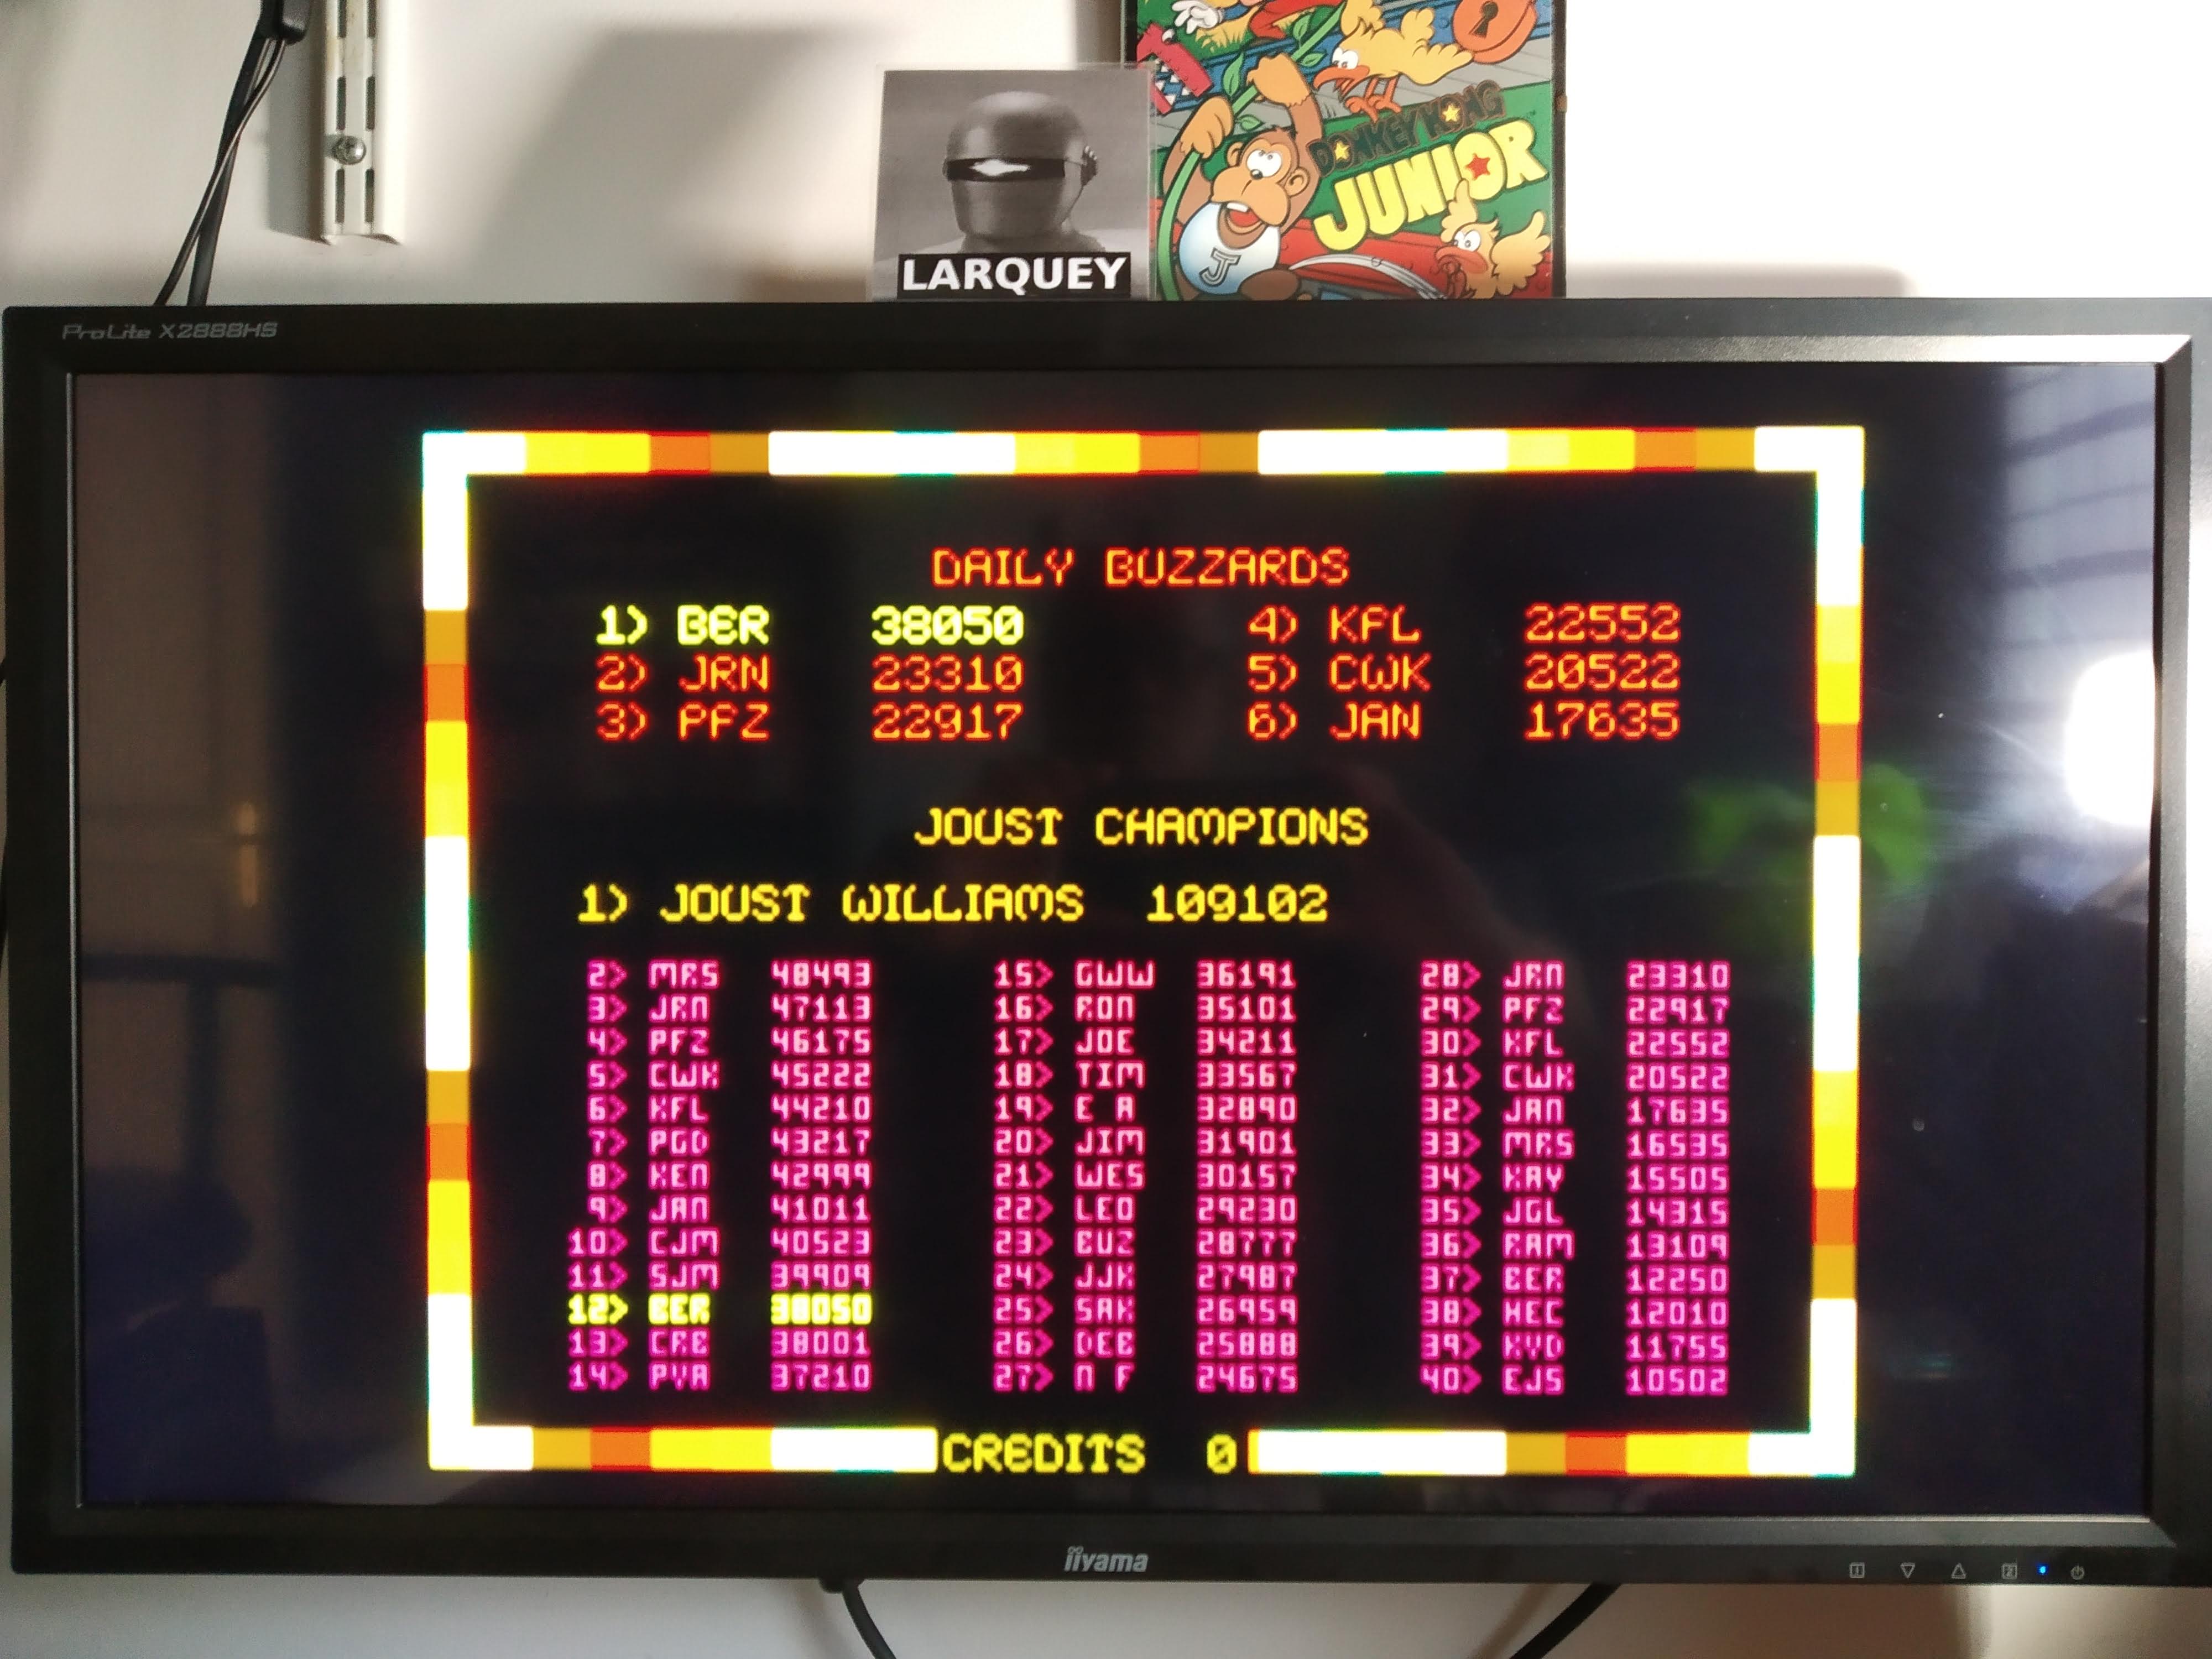 DONKEY KONG
JUNIOR
J
LARQUEY
ProLite X2888HS
DAILY BUZZARDS
1) BER 38050 4) KFL 22552
2) JRN 23310 5) CWK 20522
3) PFZ 22917 6) JAN 17635
JOUST CHAMPIONS
1) JOUST WILLIAMS 109102
2> MRS 48493 15> GWW 36191 28> JRN 23310
3> JRN 47113 16> RON 35101 29> PFZ 22917
4> PFZ 46175 17> JOE 34211 30> KFL 22552
5> CWK 45222 18> TIM 33567 31> CWK 20522
6> KFL 44210 19> E A 32890 32> JAN 17635
7> PGD 43217 20> JIM 31901 33> MRS 16535
8> KEN 42999 21> WES 30157 34> KAY 15505
9> JAN 41011 22> LEO 29230 35> JGL 14315
10> CJM 40523 23> BUZ 28777 36> RAM 13109
11> SJM 39909 24> JJK 27987 37> BER 12250
12> BER 38050 25> SAK 26959 38> HEC 12010
13> CRB 38001 26> DEB 25888 39> KVD 11755
14> PVA 37210 27> N F 24675 40> EJS 10502
CREDITS 0
iiyama
1 2